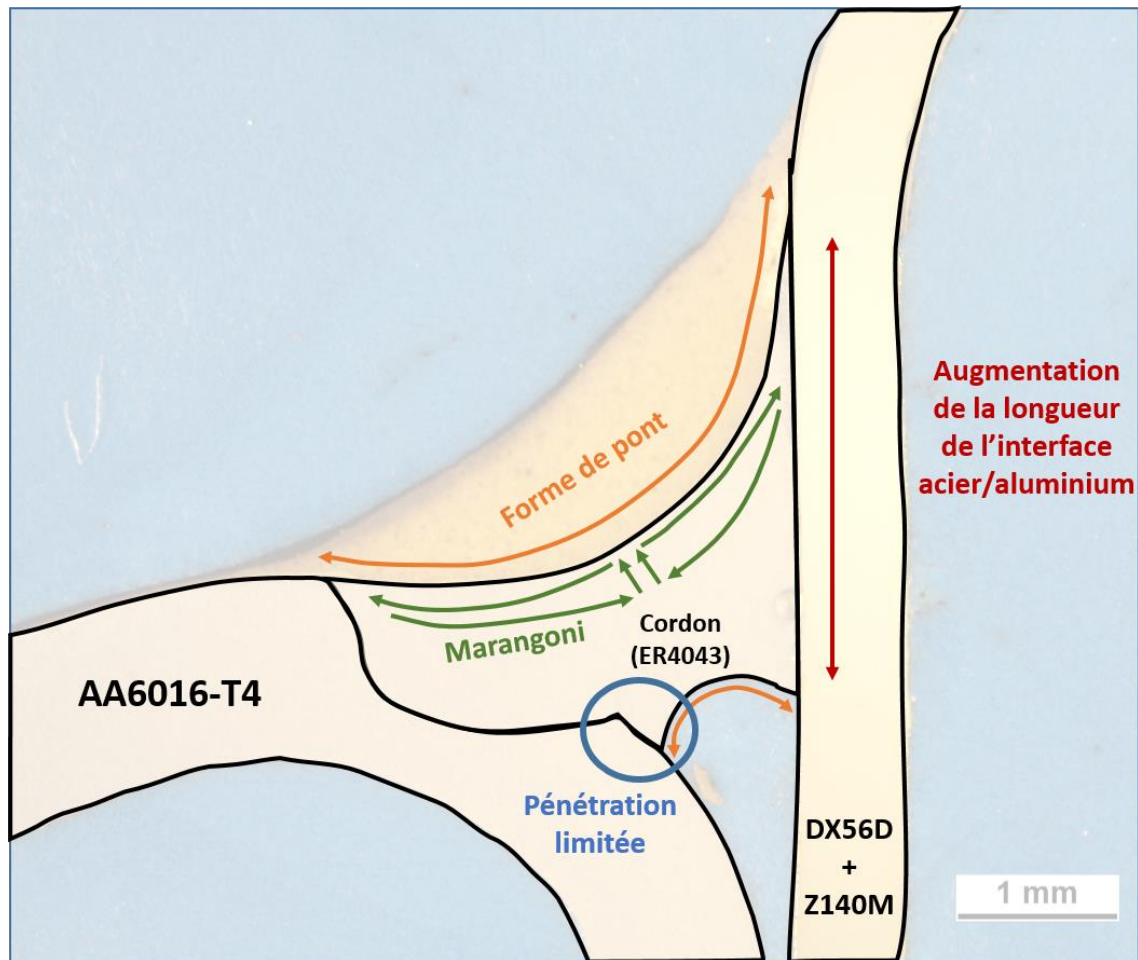 Forme de pont
Augmentation
de la longueur
de l’interface
acier/aluminium
Marangoni
Cordon
(ER4043)
AA6016-T4
Pénétration
limitée
DX56D
+
Z140M
1 mm